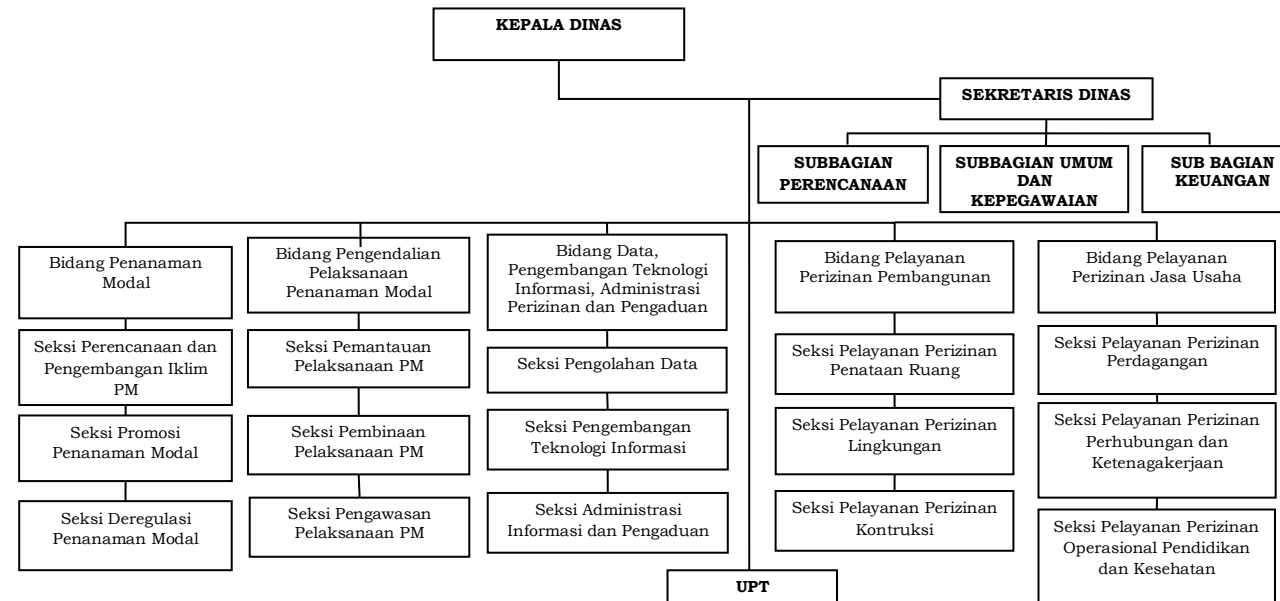 KEPALA DINAS
SEKRETARIS DINAS
SUBBAGIAN
PERENCANAAN
SUBBAGIAN UMUM
DAN
KEPEGAWAIAN
SUB BAGIAN
KEUANGAN
Bidang Penanaman
Modal
Seksi Perencanaan dan
Pengembangan Iklim
PM
Seksi Promosi
Penanaman Modal
Seksi Deregulasi
Penanaman Modal
Bidang Pengendalian
Pelaksanaan
Penanaman Modal
Seksi Pemantauan
Pelaksanaan PM
Seksi Pembinaan
Pelaksanaan PM
Seksi Pengawasan
Pelaksanaan PM
Bidang Data,
Pengembangan Teknologi
Informasi, Administrasi
Perizinan dan Pengaduan
Seksi Pengolahan Data
Seksi Pengembangan
Teknologi Informasi
Seksi Administrasi
Informasi dan Pengaduan
Bidang Pelayanan
Perizinan Pembangunan
Seksi Pelayanan Perizinan
Penataan Ruang
Seksi Pelayanan Perizinan
Lingkungan
Seksi Pelayanan Perizinan
Kontruksi
Bidang Pelayanan
Perizinan Jasa Usaha
Seksi Pelayanan Perizinan
Perdagangan
Seksi Pelayanan Perizinan
Perhubungan dan
Ketenagakerjaan
Seksi Pelayanan Perizinan
Operasional Pendidikan
dan Kesehatan
UPT